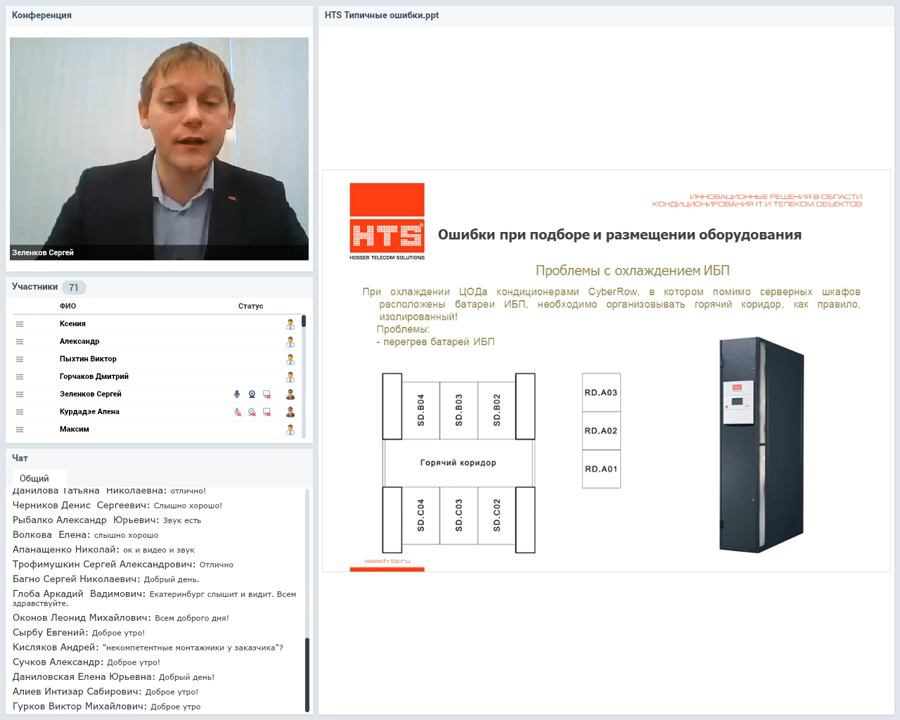 Конференция
Зеленков Сергей
Участники 71
ФИО Статус
Ксения
Александр
Пыхтин Виктор
Горчаков Дмитрий
Зеленков Сергей
Курдадзе Алена
Максим
Чат
Общий
Данилова Татьяна Николаевна: отлично!
Черников Денис Сергеевич: Слышно хорошо!
Рыбалко Александр Юрьевич: Звук есть
Волкова Елена: слышно хорошо
Апанащенко Николай: ок и видео и звук
Трофимушкин Сергей Александрович: Отлично
Багно Сергей Николаевич: Добрый день.
Глоба Аркадий Вадимович: Екатеринбург слышит и видит. Всем
здравствуйте.
Оконов Леонид Михайлович: Всем доброго дня!
Сырбу Евгений: Доброе утро!
Кисляков Андрей: "некомпетентные монтажники у заказчика"?
Сучков Александр: Доброе утро!
Даниловская Елена Юрьевна: Добрый день!
Алиев Интизар Сабирович: Доброе утро!
Гурков Виктор Михайлович: Доброе утро
HTS Типичные ошибки.ppt
HTS
HOSSER TELECOM SOLUTIONS
ИННОВАЦИОННЫЕ РЕШЕНИЯ В ОБЛАСТИ
КОНДИЦИОНИРОВАНИЯ IT И ТЕЛЕКОМ ОБЪЕКТОВ
Ошибки при подборе и размещении оборудования
Проблемы с охлаждением ИБП
При охлаждении ЦОДа кондиционерами CyberRow, в котором помимо серверных шкафов
расположены батареи ИБП, необходимо организовывать горячий коридор, как правило,
изолированный!
Проблемы:
- перегрев батарей ИБП
SD.B04 SD.B03 SD.B02
Горячий коридор
SD.C04 SD.C03 SD.C02
RD.A03
RD.A02
RD.A01
www.h-ts.ru